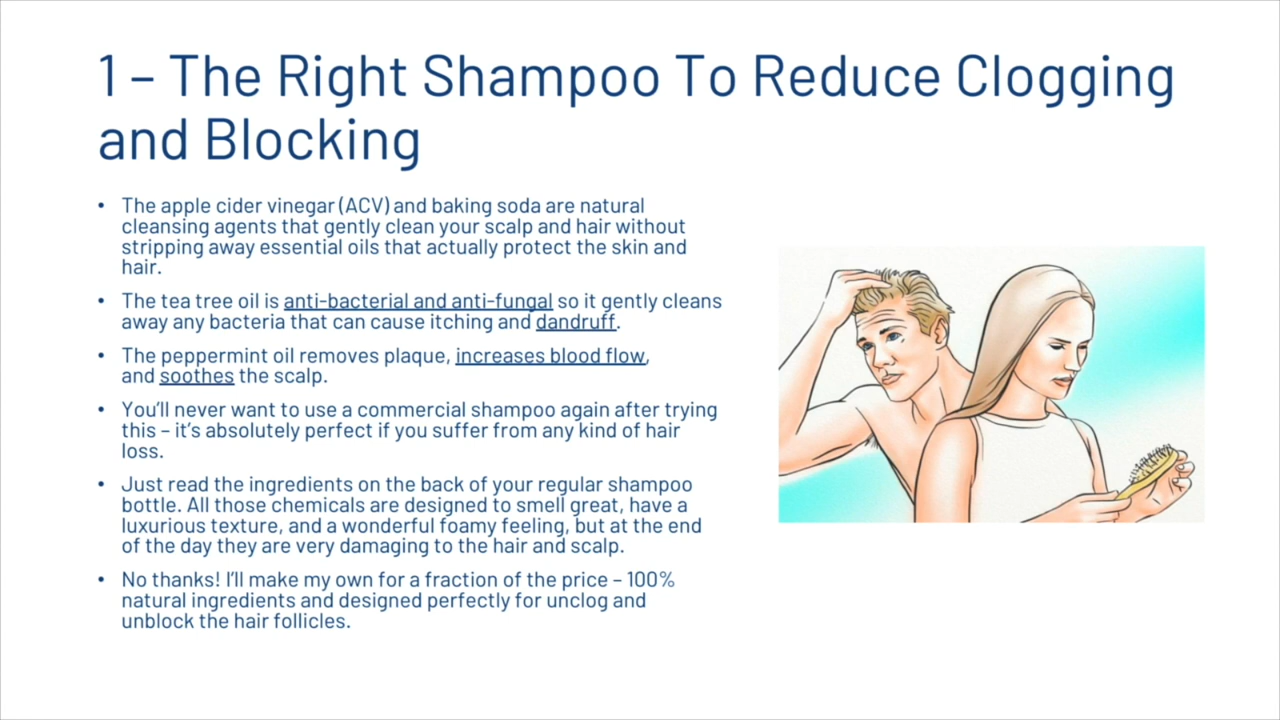 1 – The Right Shampoo To Reduce Clogging
and Blocking
• The apple cider vinegar (ACV) and baking soda are natural
cleansing agents that gently clean your scalp and hair without
stripping away essential oils that actually protect the skin and
hair.
• The tea tree oil is anti-bacterial and anti-fungal so it gently cleans
away any bacteria that can cause itching and dandruff.
• The peppermint oil removes plaque, increases blood flow,
and soothes the scalp.
• You’ll never want to use a commercial shampoo again after trying
this – it’s absolutely perfect if you suffer from any kind of hair
loss.
• Just read the ingredients on the back of your regular shampoo
bottle. All those chemicals are designed to smell great, have a
luxurious texture, and a wonderful foamy feeling, but at the end
of the day they are very damaging to the hair and scalp.
• No thanks! I’ll make my own for a fraction of the price – 100%
natural ingredients and designed perfectly for unclog and
unblock the hair follicles.